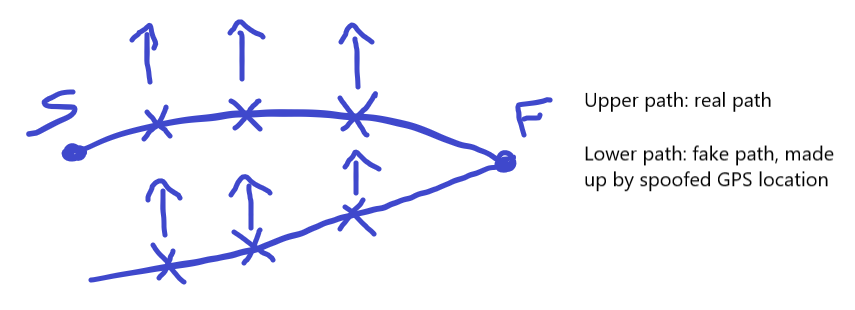 S
F
Upper path: real path
Lower path: fake path, made
up by spoofed GPS location